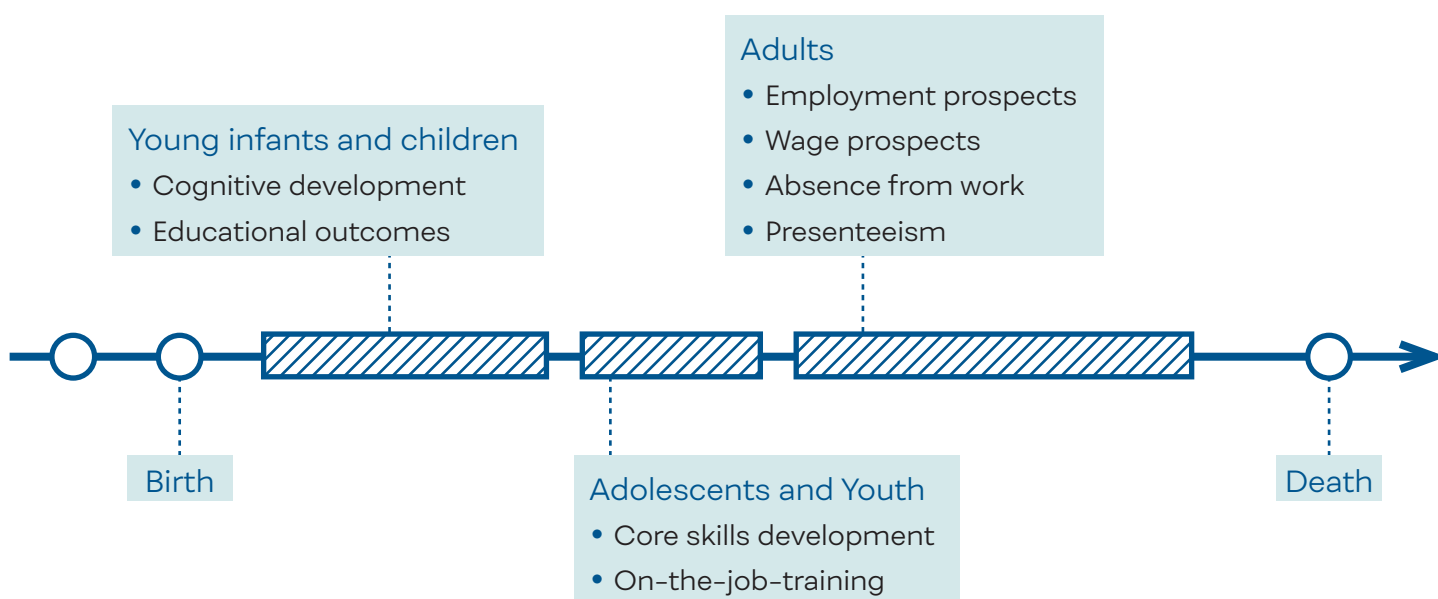 Young infants and children
• Cognitive development
• Educational outcomes
Adults
• Employment prospects
• Wage prospects
• Absence from work
• Presenteeism
Birth
Adolescents and Youth
• Core skills development
• On-the-job-training
Death